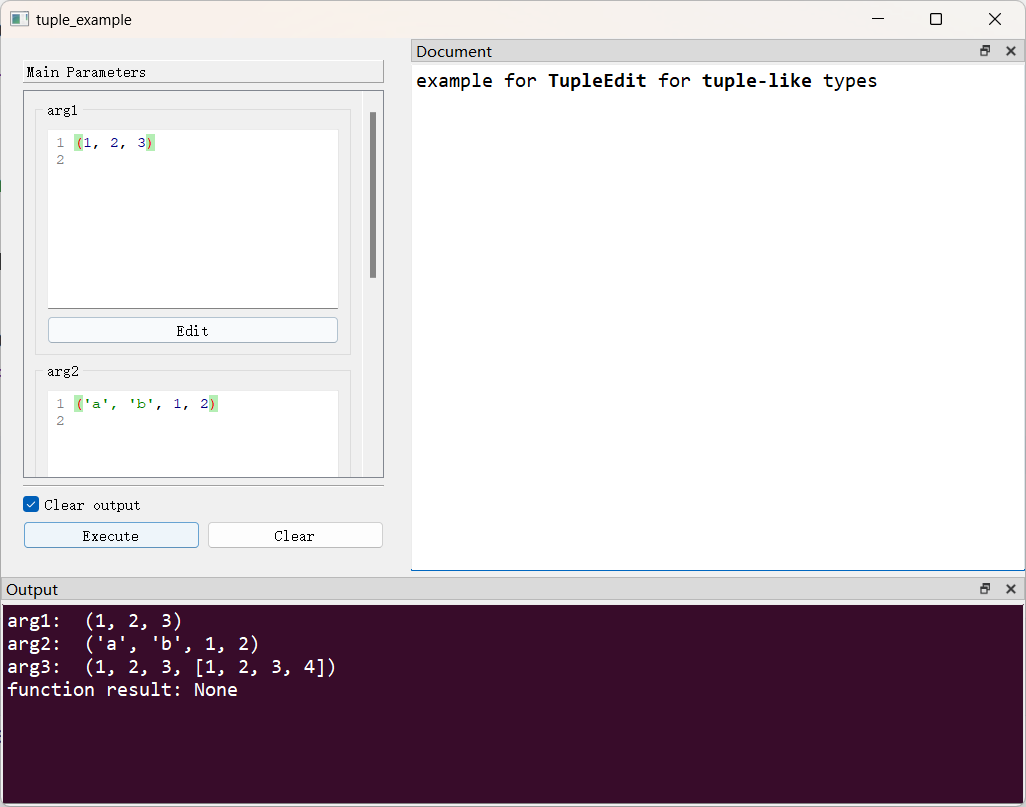 tuple_example
Main Parameters
arg1
1 (1, 2, 3)
2
Edit
arg2
1 ('a', 'b', 1, 2)
2
Clear output
Execute Clear
Document
example for TupleEdit for tuple-like types
Output
arg1: (1, 2, 3)
arg2: ('a', 'b', 1, 2)
arg3: (1, 2, 3, [1, 2, 3, 4])
function result: None